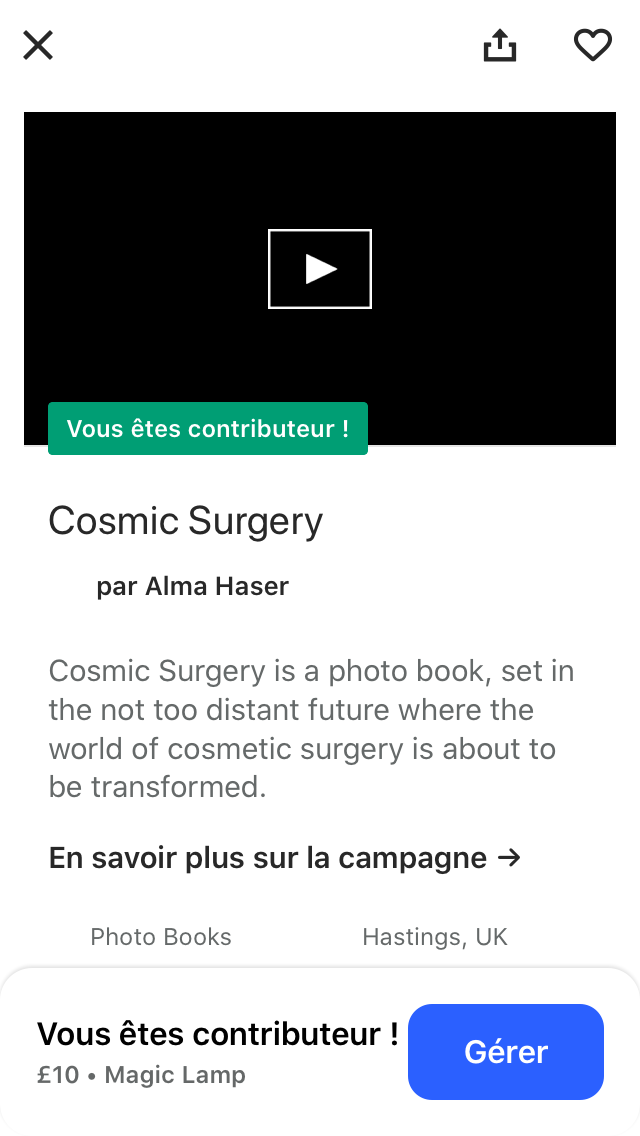 Vous êtes contributeur !
Cosmic Surgery
par Alma Haser
Cosmic Surgery is a photo book, set in
the not too distant future where the
world of cosmetic surgery is about to
be transformed.
En savoir plus sur la campagne →
Photo Books
Hastings, UK
Vous êtes contributeur !
£10 • Magic Lamp
Gérer